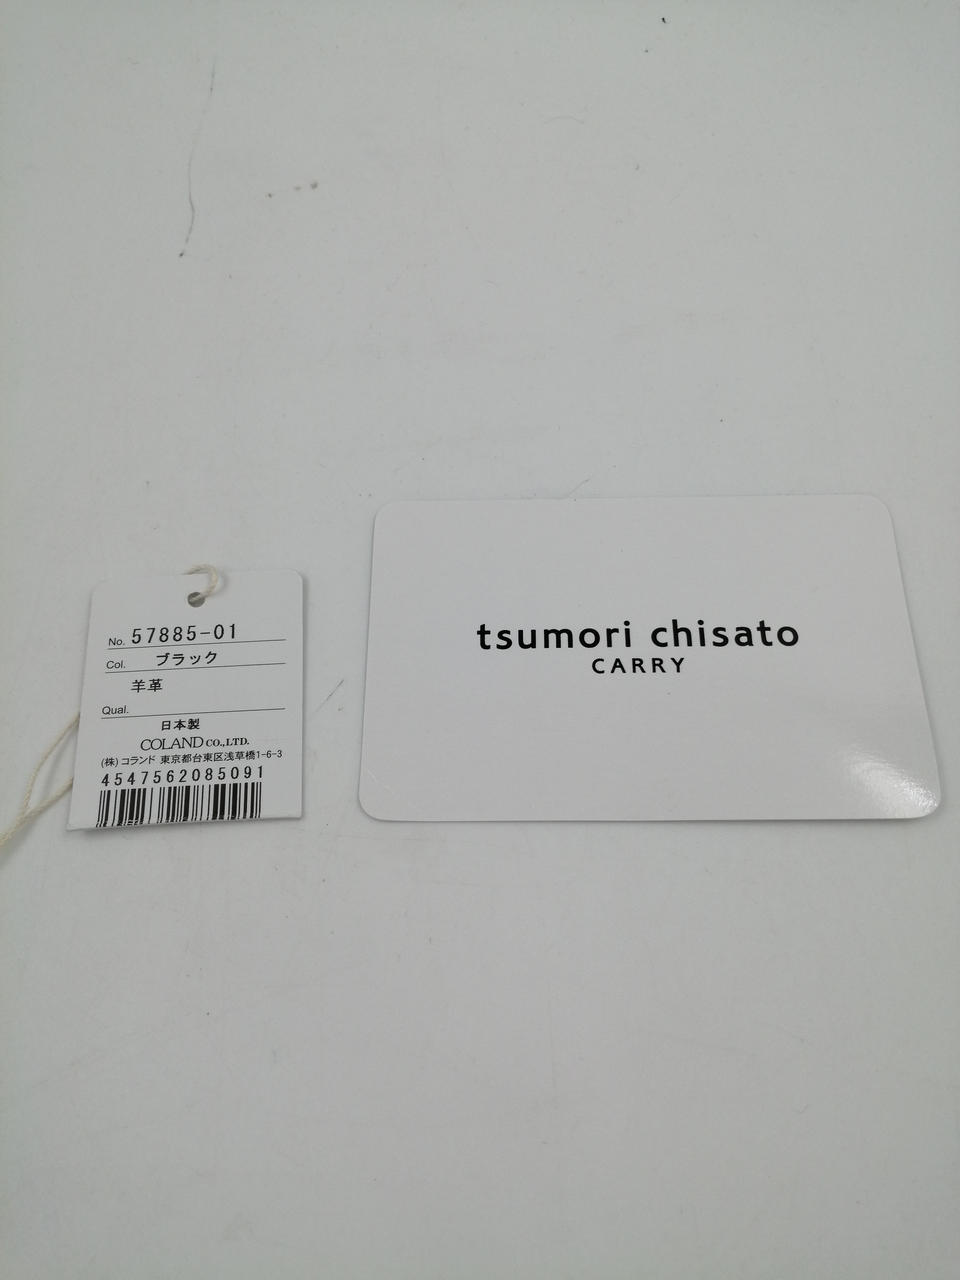 No. 57885-01
Col. ブラック
羊革
Qual.
日本製
COLAND CO.,LTD.
(株)コランド 東京都台東区浅草橋1-6-3
4547562085091
tsumori chisato
CARRY